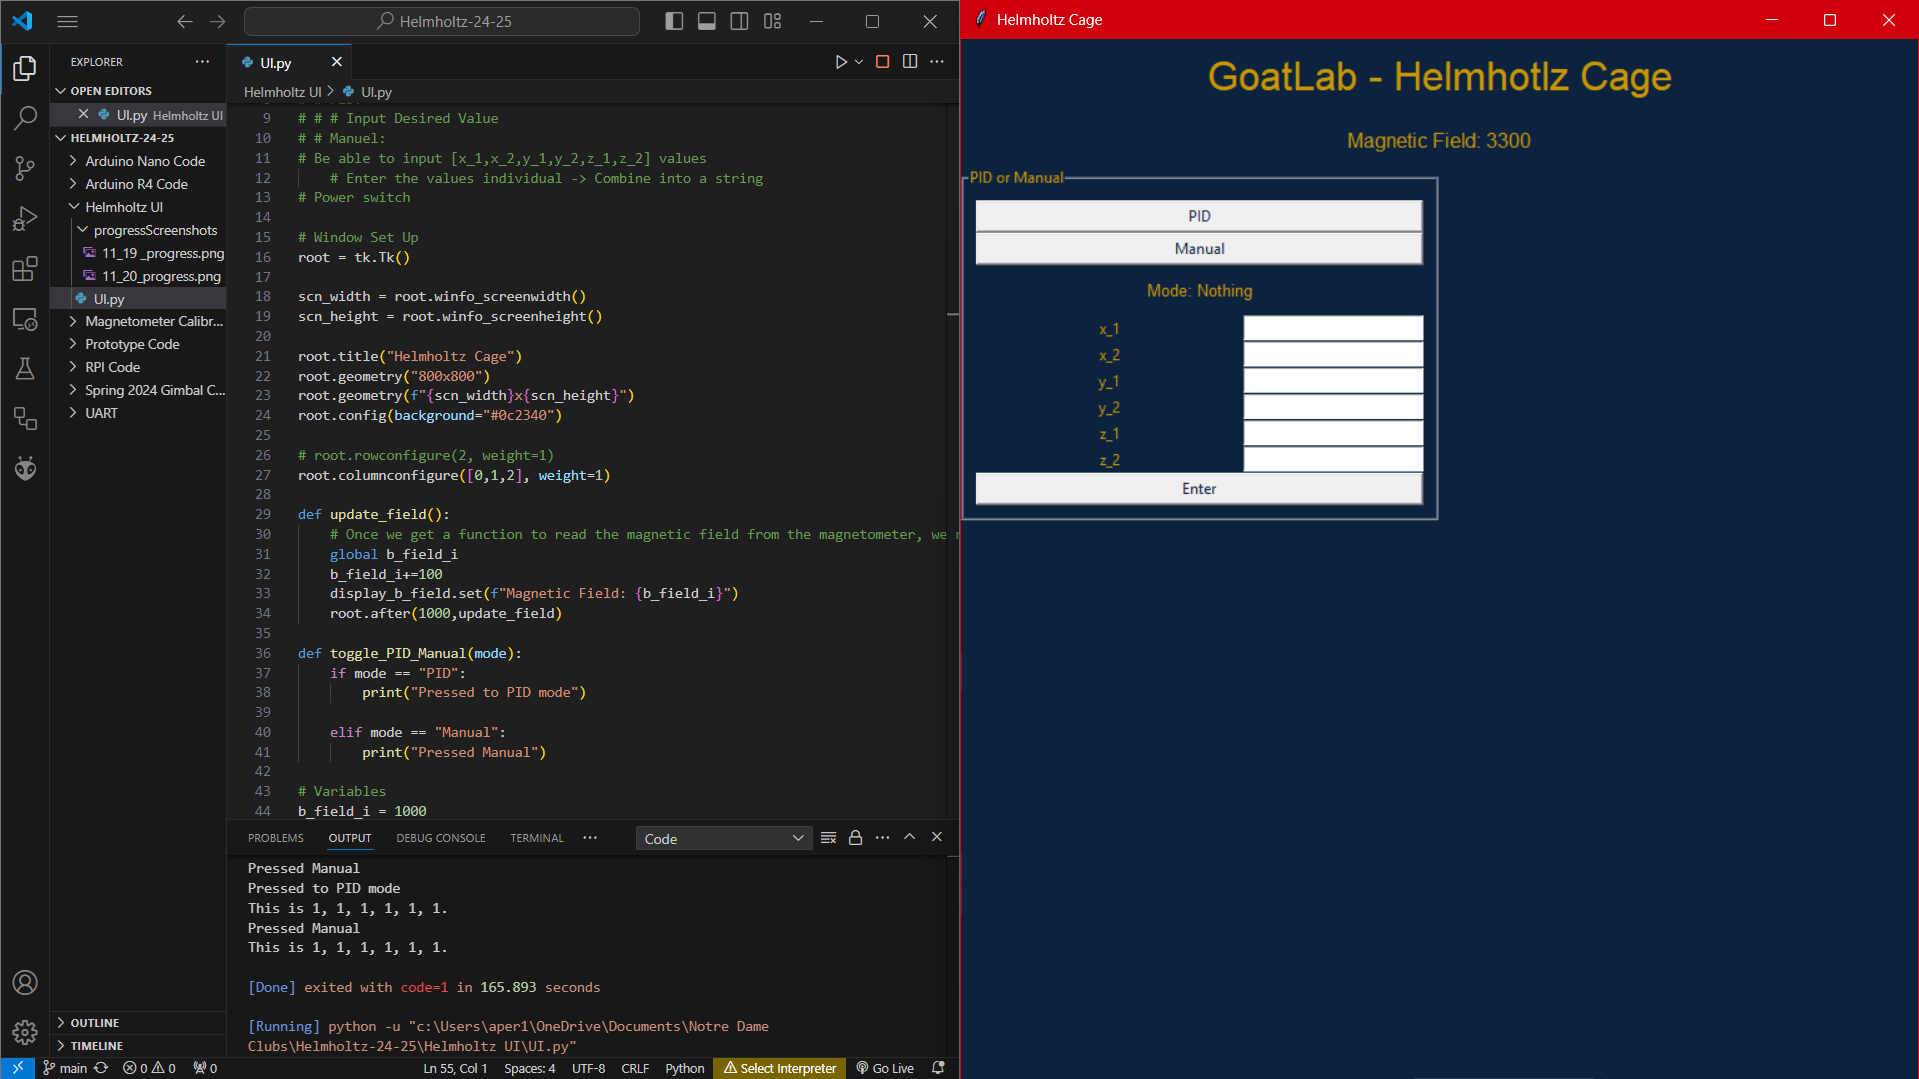 Helmholtz-24-25
EXPLORER
OPEN EDITORS
UI.py Helmholtz UI
HELMHOLTZ-24-25
Arduino Nano Code
Arduino R4 Code
Helmholtz UI
progressScreenshots
11_19 _progress.png
11_20_progress.png
UI.py
Magnetometer Calibr...
Prototype Code
RPI Code
Spring 2024 Gimbal C...
UART
OUTLINE
TIMELINE
UI.py
Helmholtz UI > UI.py
9 # # # Input Desired Value
10 # # Manuel:
11 # Be able to input [x_1,x_2,y_1,y_2,z_1,z_2] values
12 # Enter the values individual -> Combine into a string
13 # Power switch
14
15 # Window Set Up
16 root = tk.Tk()
17
18 scn_width = root.winfo_screenwidth()
19 scn_height = root.winfo_screenheight()
20
21 root.title("Helmholtz Cage")
22 root.geometry("800x800")
23 root.geometry(f"{scn_width}x{scn_height}")
24 root.config(background="#0c2340")
25
26 # root.rowconfigure(2, weight=1)
27 root.columnconfigure([0,1,2], weight=1)
28
29 def update_field():
30 # Once we get a function to read the magnetic field from the magnetometer, we
31 global b_field_i
32 b_field_i+=100
33 display_b_field.set(f"Magnetic Field: {b_field_i}")
34 root.after(1000,update_field)
35
36 def toggle_PID_Manual(mode):
37 if mode == "PID":
38 print("Pressed to PID mode")
39
40 elif mode == "Manual":
41 print("Pressed Manual")
42
43 # Variables
44 b_field_i = 1000
PROBLEMS OUTPUT DEBUG CONSOLE TERMINAL Code
Pressed Manual
Pressed to PID mode
This is 1, 1, 1, 1, 1, 1.
Pressed Manual
This is 1, 1, 1, 1, 1, 1.
[Done] exited with code=1 in 165.893 seconds
[Running] python -u "c:\Users\aper1\OneDrive\Documents\Notre Dame
Clubs\Helmholtz-24-25\Helmholtz UI\UI.py"
main 0 0 0 Ln 55, Col 1 Spaces: 4 UTF-8 CRLF Python Select Interpreter Go Live
Helmholtz Cage
GoatLab - Helmhotlz Cage
Magnetic Field: 3300
PID or Manual
PID
Manual
Mode: Nothing
x_1
x_2
y_1
y_2
z_1
z_2
Enter